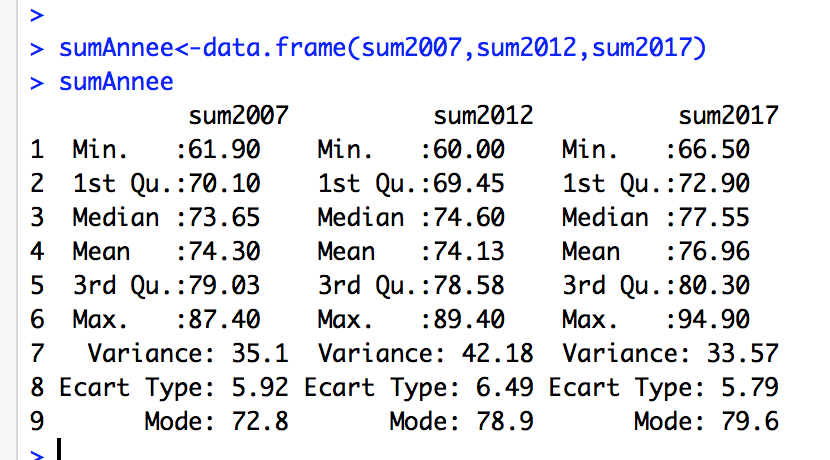 >
> sumAnnee<-data.frame(sum2007,sum2012,sum2017)
> sumAnnee
sum2007 sum2012 sum2017
1 Min. :61.90 Min. :60.00 Min. :66.50
2 1st Qu.:70.10 1st Qu.:69.45 1st Qu.:72.90
3 Median :73.65 Median :74.60 Median :77.55
4 Mean :74.30 Mean :74.13 Mean :76.96
5 3rd Qu.:79.03 3rd Qu.:78.58 3rd Qu.:80.30
6 Max. :87.40 Max. :89.40 Max. :94.90
7 Variance: 35.1 Variance: 42.18 Variance: 33.57
8 Ecart Type: 5.92 Ecart Type: 6.49 Ecart Type: 5.79
9 Mode: 72.8 Mode: 78.9 Mode: 79.6
>